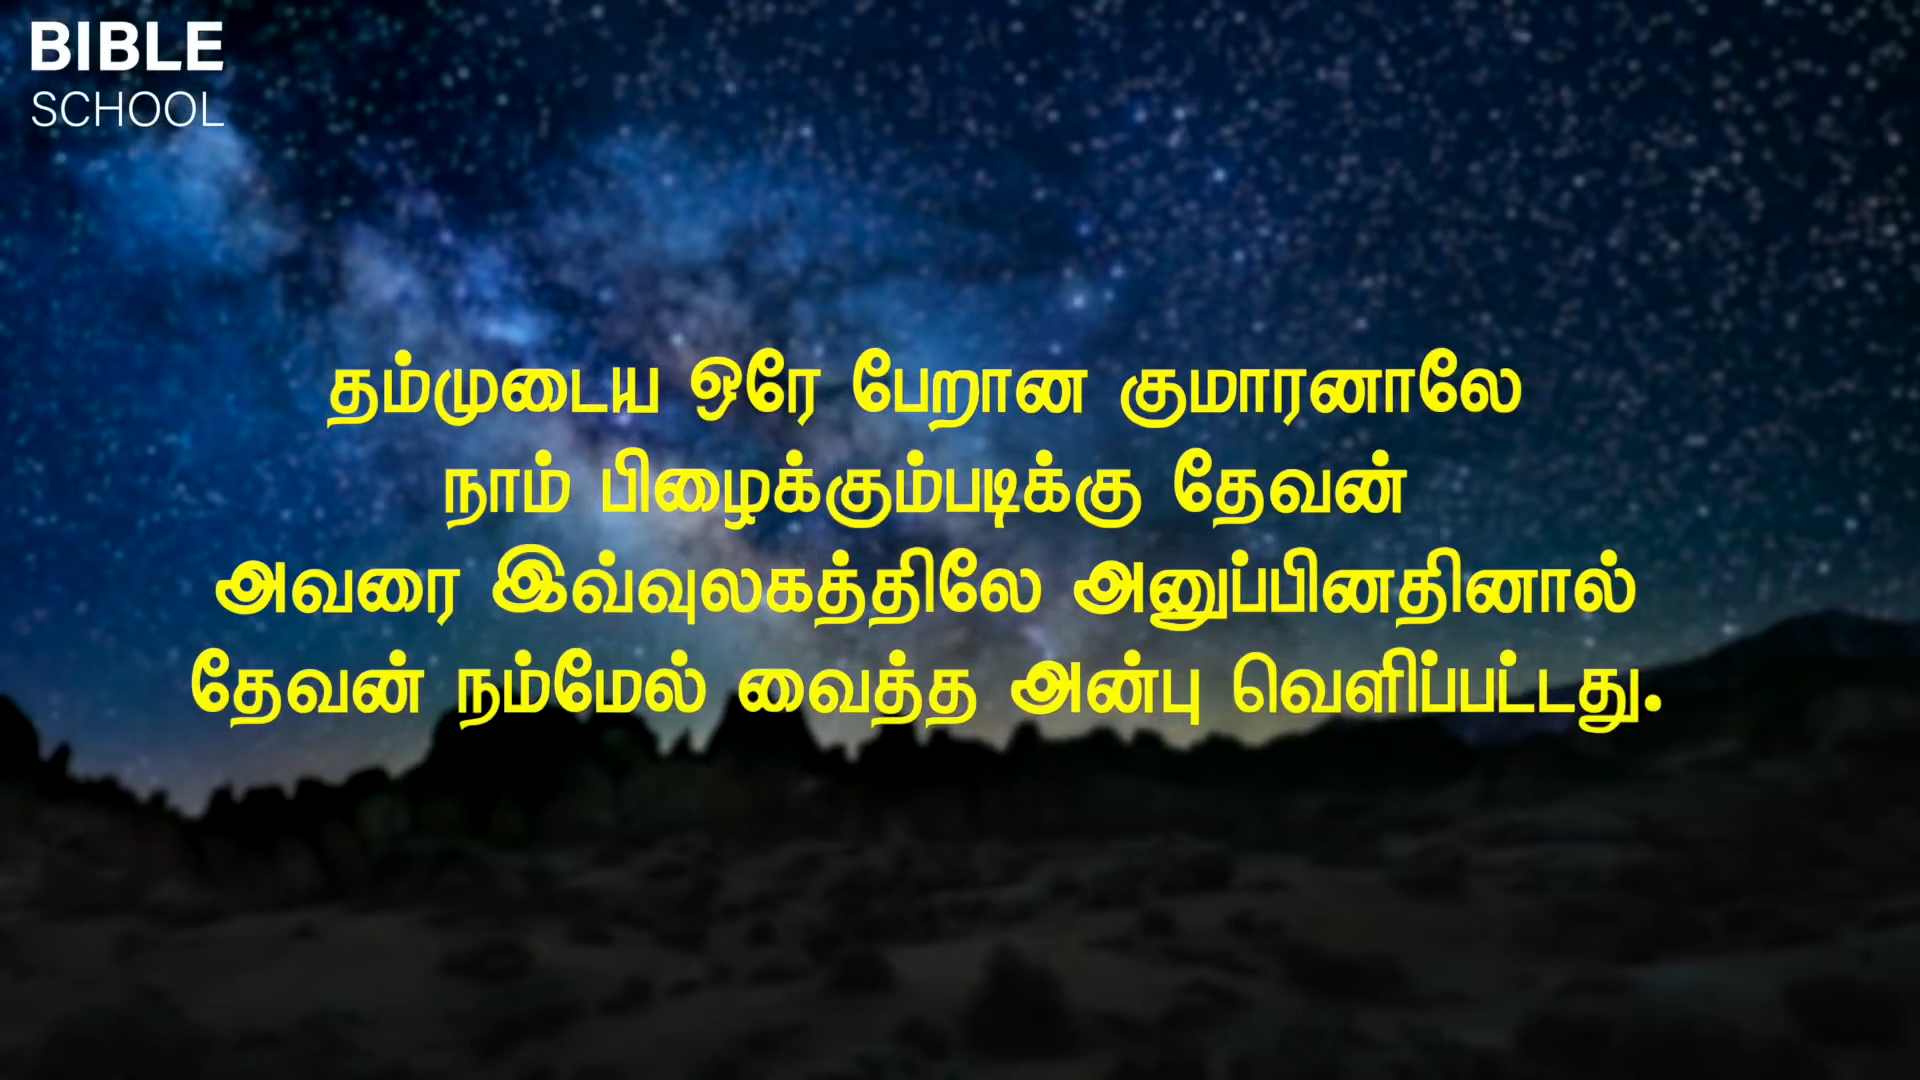 BIBLE
SCHOOL
தம்முடைய ஒரே பேறான குமாரனாலே
நாம் பிழைக்கும்படிக்கு தேவன்
அவரை இவ்வுலகத்திலே அனுப்பினதினால்
தேவன் நம்மேல் வைத்த அன்பு வெளிப்பட்டது.